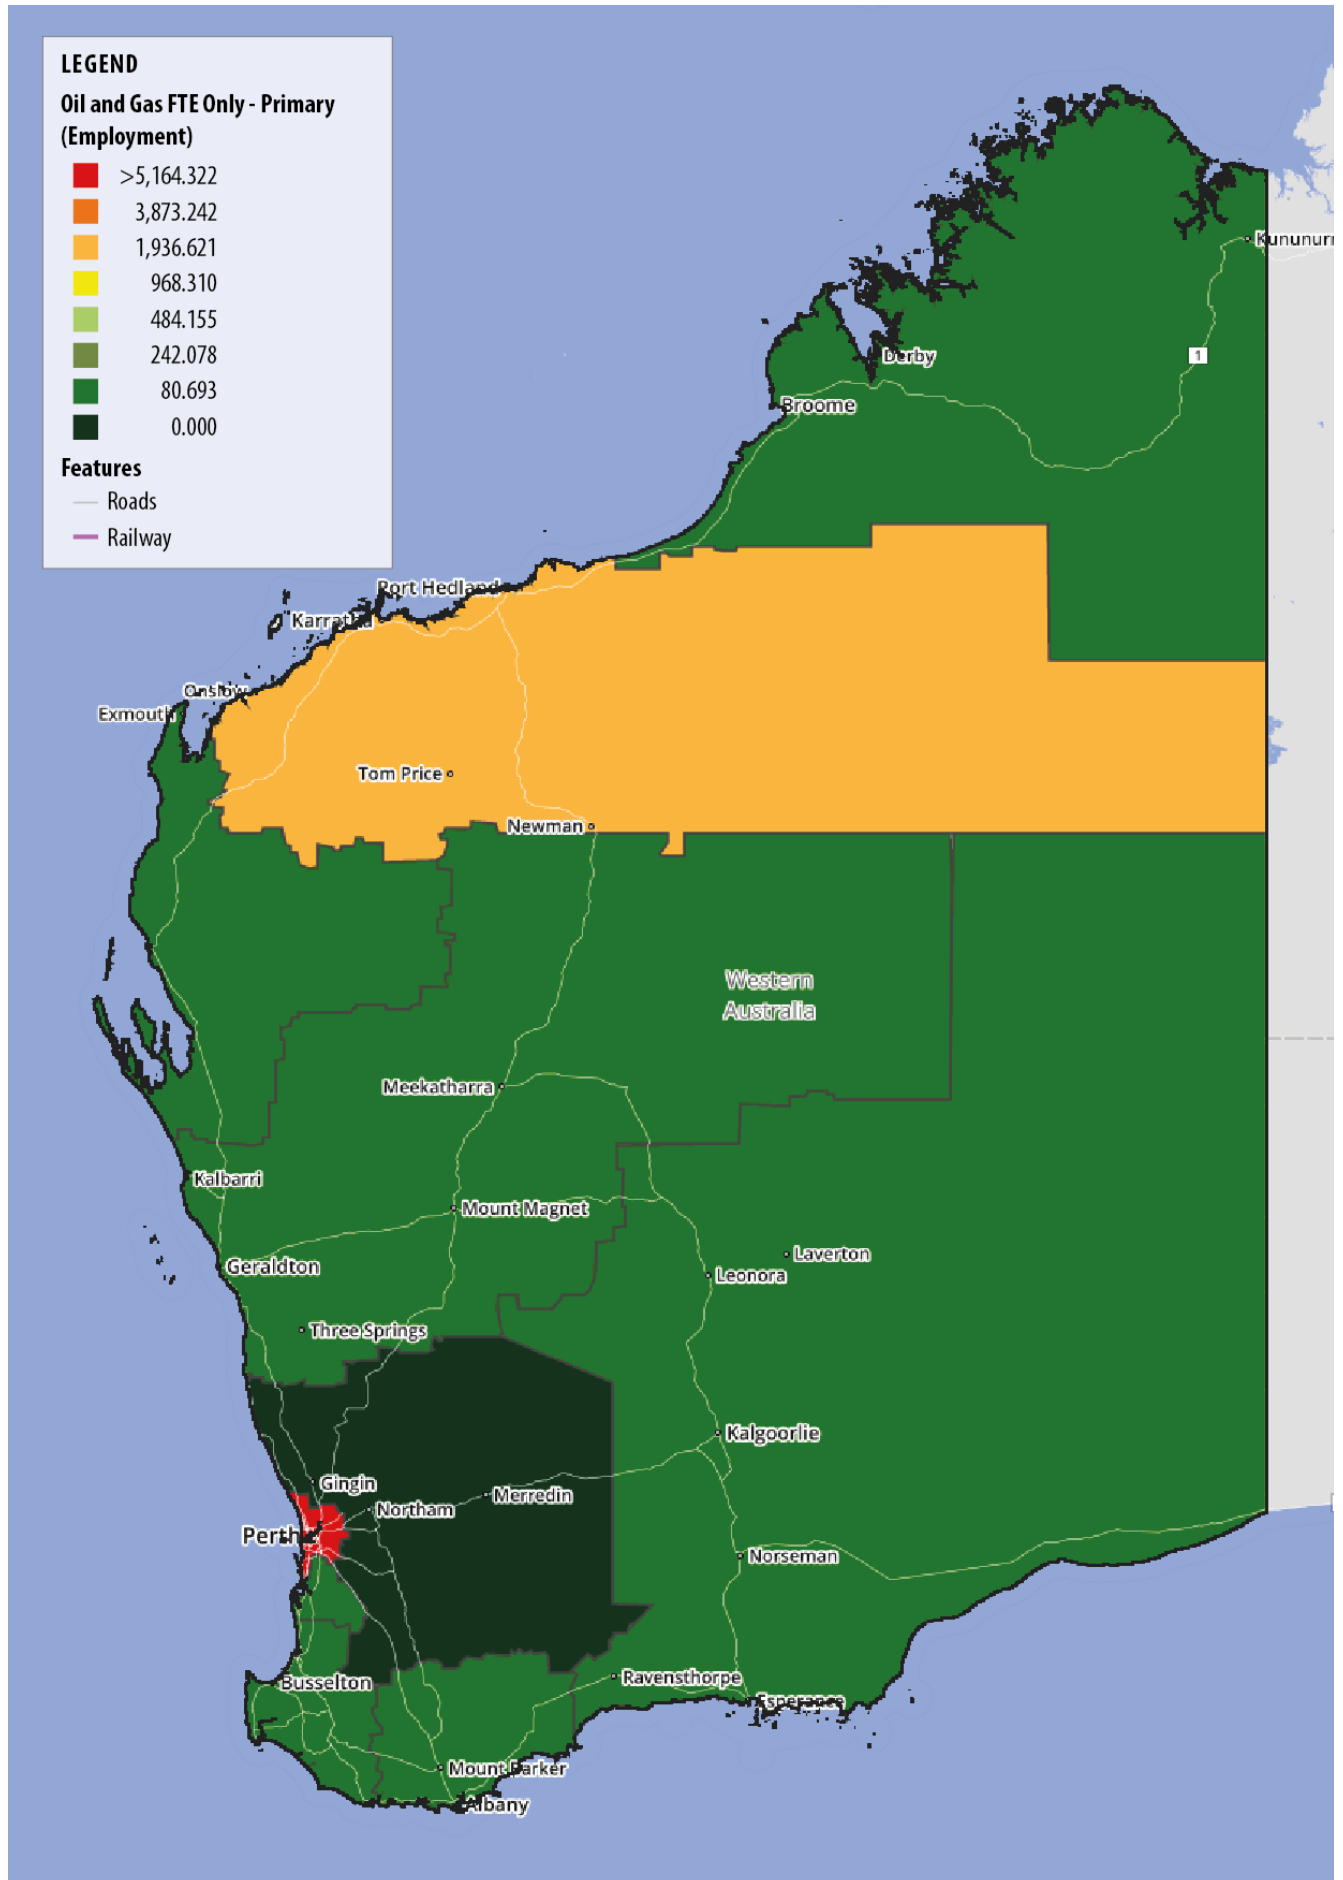 LEGEND
Oil and Gas FTE Only - Primary
(Employment)
>5,164.322
3,873.242
1,936.621
968.310
484.155
242.078
80.693
0.000
Features
Roads
Railway
Kununurr
1
Derby
Broome
Port Hedland
Karratha
Onslow
Exmouth
Tom Price
Newman
Western
Australia
Meekatharra
Kalbarri
Mount Magnet
Laverton
Geraldton
Leonora
Three Springs
Kalgoorlie
Gingin
Merredin
Northam
Perth
Norseman
Ravensthorpe
Busselton
Esperance
Mount Barker
Albany